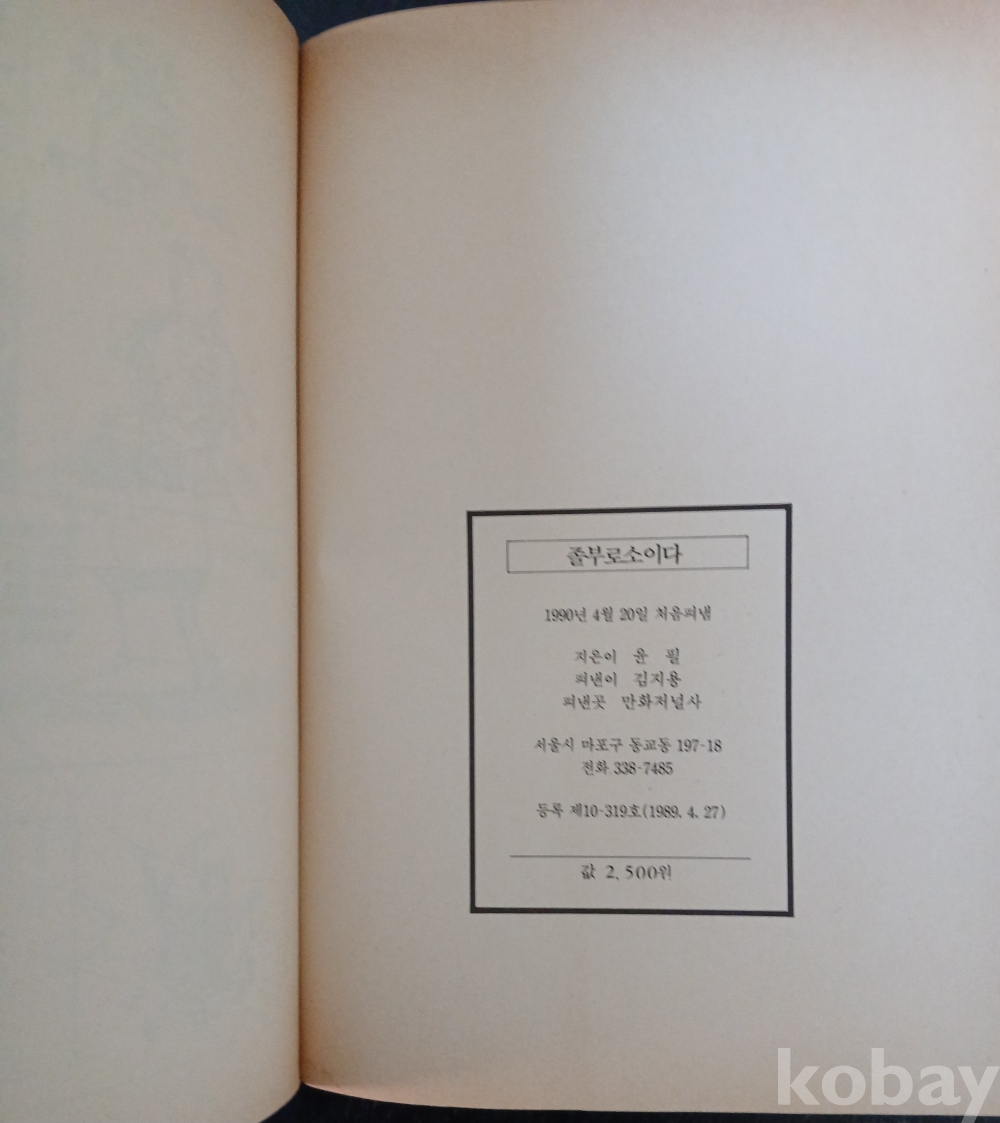 졸부로소이다
1990년 4월 20일 처음펴냄
지은이 윤 필
펴낸이 김지용
펴낸곳 만화저널사
서울시 마포구 동교동 197-18
전화 338-7485
등록 제10-319호(1989. 4. 27)
값 2,500원
kobay